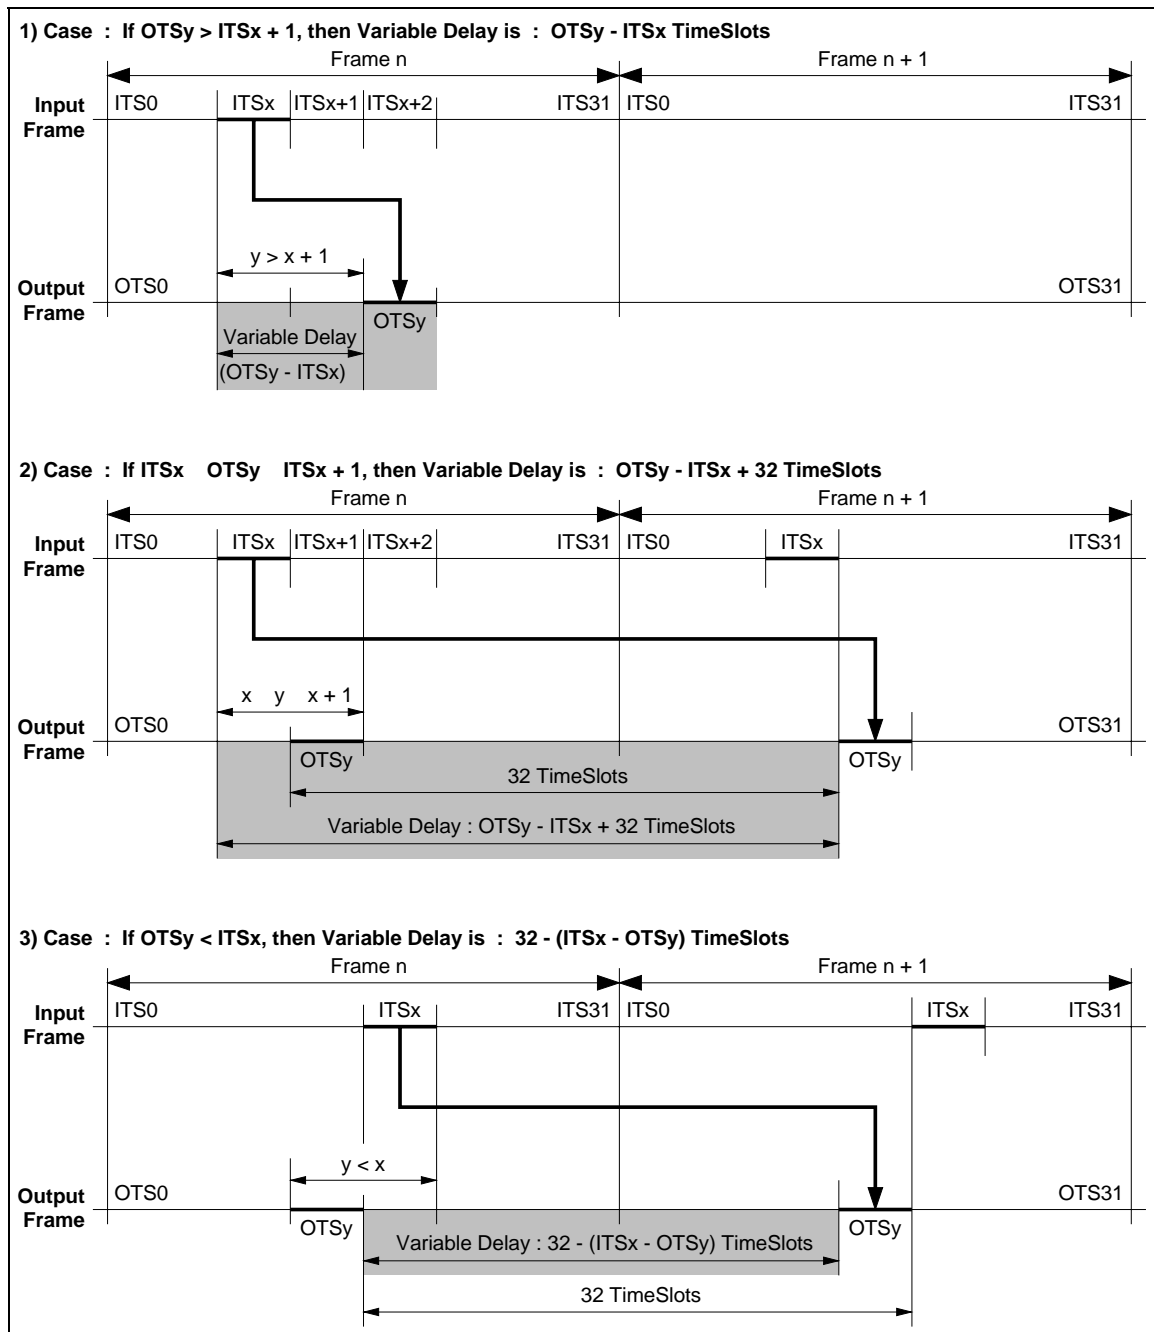 1) Case : If OTSy > ITSx + 1, then Variable Delay is : OTSy - ITSx TimeSlots
Frame n
Frame n + 1
Input Frame
ITS0
ITSx
ITSx+1
ITSx+2
ITS31
ITS0
ITS31
y > x + 1
Output Frame
OTS0
OTSy
OTS31
Variable Delay
(OTSy - ITSx)
2) Case : If ITSx OTSy ITSx + 1, then Variable Delay is : OTSy - ITSx + 32 TimeSlots
Frame n
Frame n + 1
Input Frame
ITS0
ITSx
ITSx+1
ITSx+2
ITS31
ITS0
ITSx
ITS31
x y x + 1
Output Frame
OTS0
OTSy
OTSy
OTS31
32 TimeSlots
Variable Delay : OTSy - ITSx + 32 TimeSlots
3) Case : If OTSy < ITSx, then Variable Delay is : 32 - (ITSx - OTSy) TimeSlots
Frame n
Frame n + 1
Input Frame
ITS0
ITSx
ITS31
ITS0
ITSx
ITS31
y < x
Output Frame
OTS0
OTSy
OTSy
OTS31
Variable Delay : 32 - (ITSx - OTSy) TimeSlots
32 TimeSlots